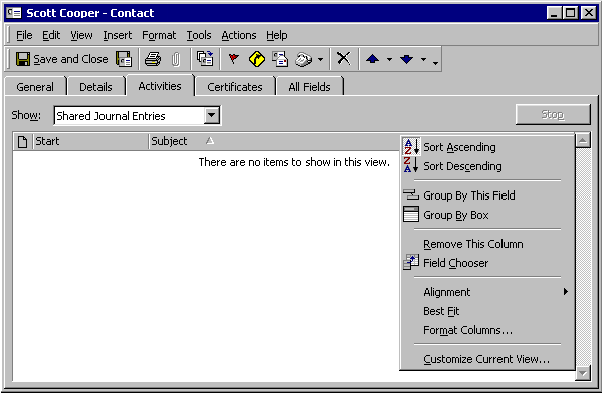 Scott Cooper - Contact
File Edit View Insert Format Tools Actions Help
Save and Close
General Details Activities Certificates All Fields
Show: Shared Journal Entries Stop
Start Subject
There are no items to show in this view.
Sort Ascending
Sort Descending
Group By This Field
Group By Box
Remove This Column
Field Chooser
Alignment
Best Fit
Format Columns...
Customize Current View...